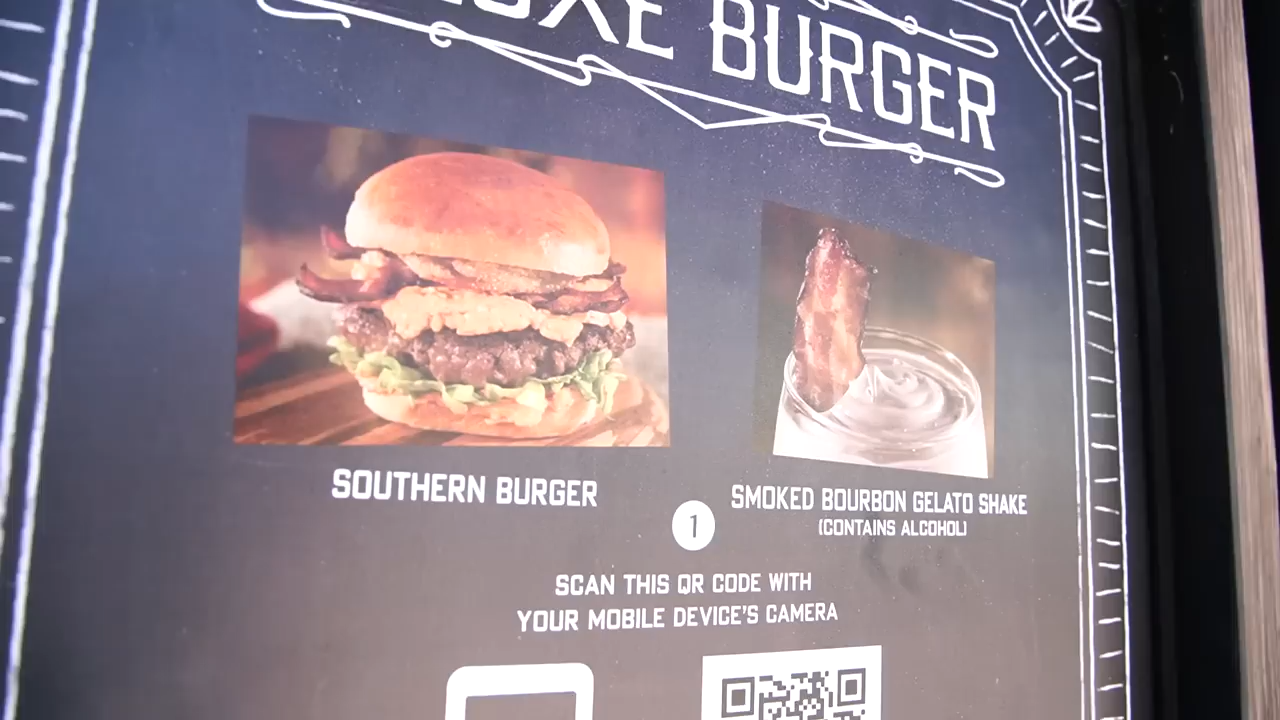 BURGER
SOUTHERN BURGER
SMOKED BOURBON GELATO SHAKE
(CONTAINS ALCOHOL)
1
SCAN THIS QR CODE WITH
YOUR MOBILE DEVICE'S CAMERA